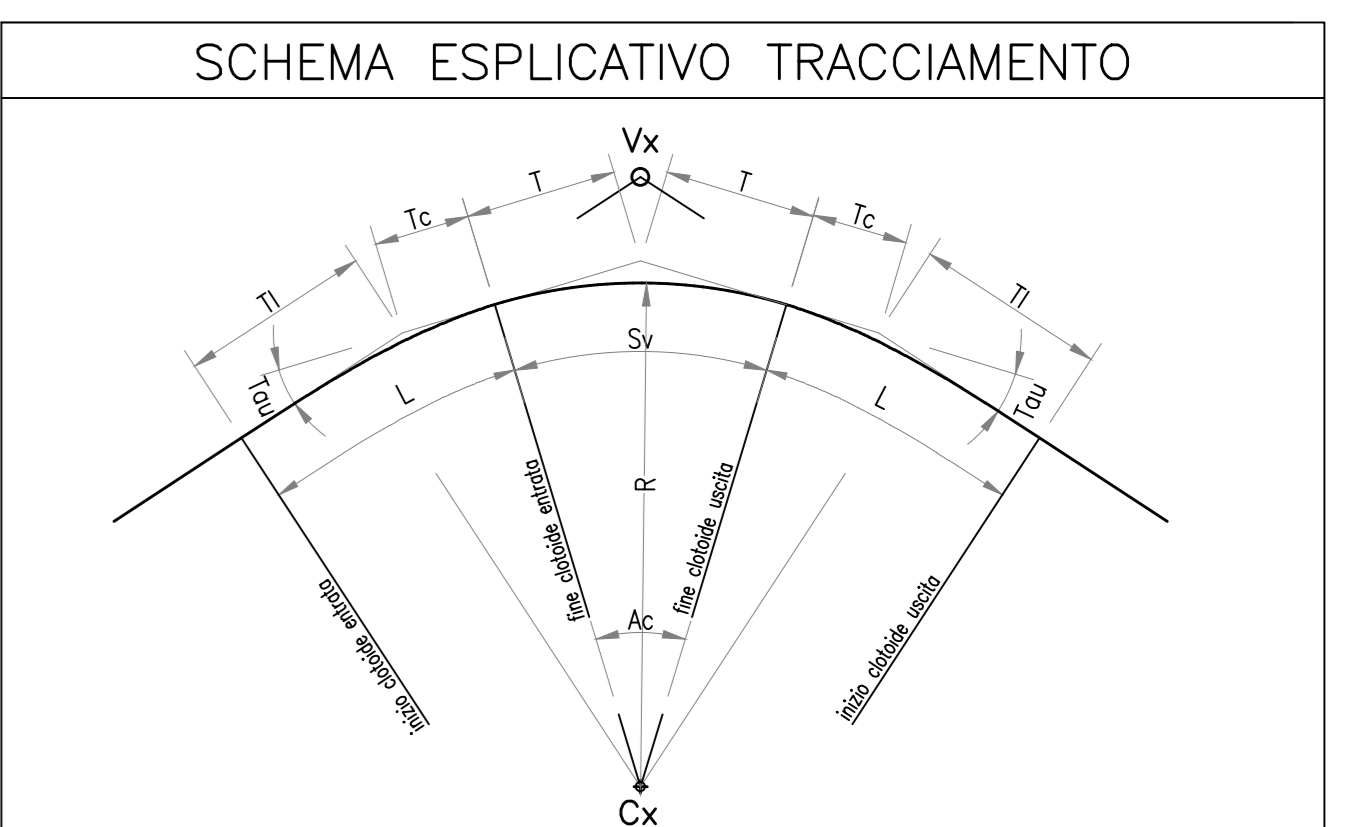 SCHEMA ESPLICATIVO TRACCIAMENTO
Vx
T
T
Tc
Tc
Tl
Tl
Sv
Tau
Tau
L
L
R
fine clotoide entrata
fine clotoide uscita
inizio clotoide entrata
inizio clotoide uscita
Ac
Cx